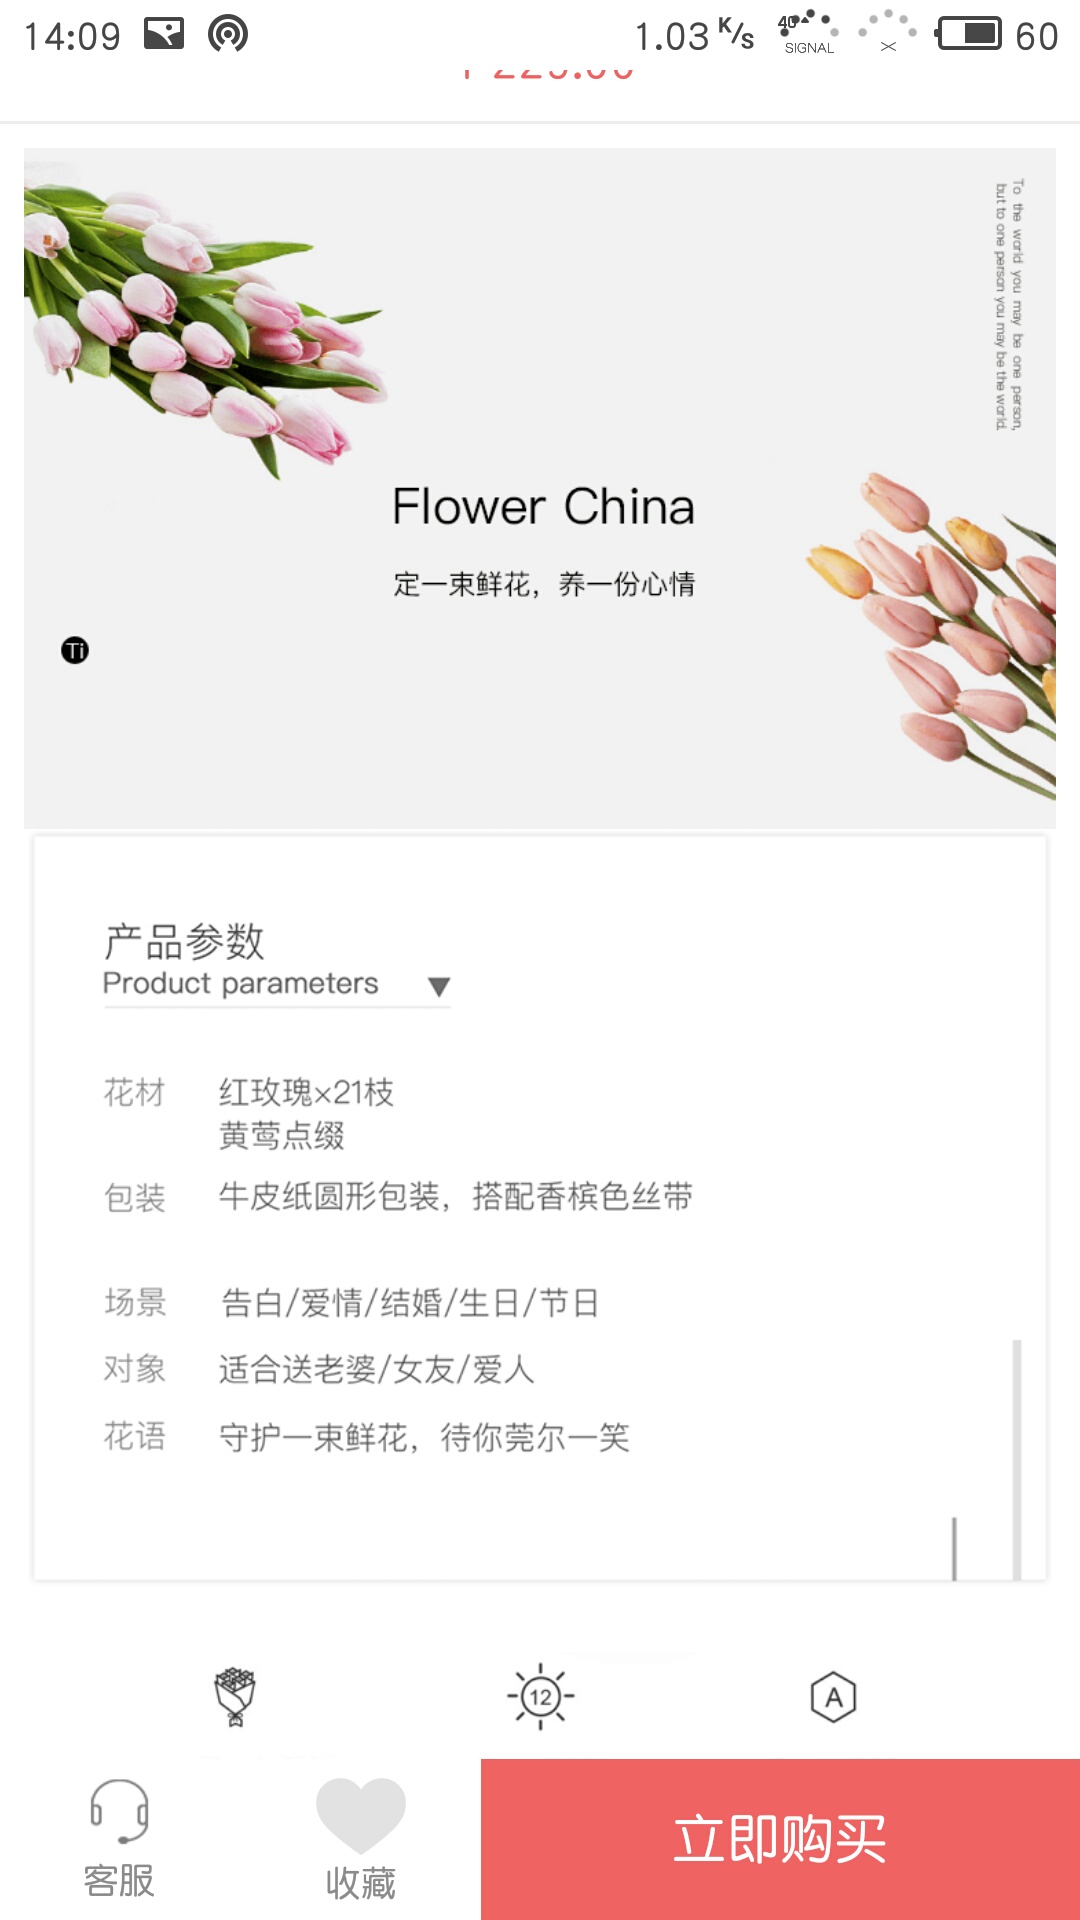 14:09
1.03 K/s
4G
SIGNAL
60
To the world you may be one person,
but to one person you may be the world.
Flower China
定一束鲜花，养一份心情
Ti
产品参数
Product parameters
花材 红玫瑰×21枝
黄莺点缀
包装 牛皮纸圆形包装，搭配香槟色丝带
场景 告白/爱情/结婚/生日/节日
对象 适合送老婆/女友/爱人
花语 守护一束鲜花，待你莞尔一笑
12
A
客服
收藏
立即购买